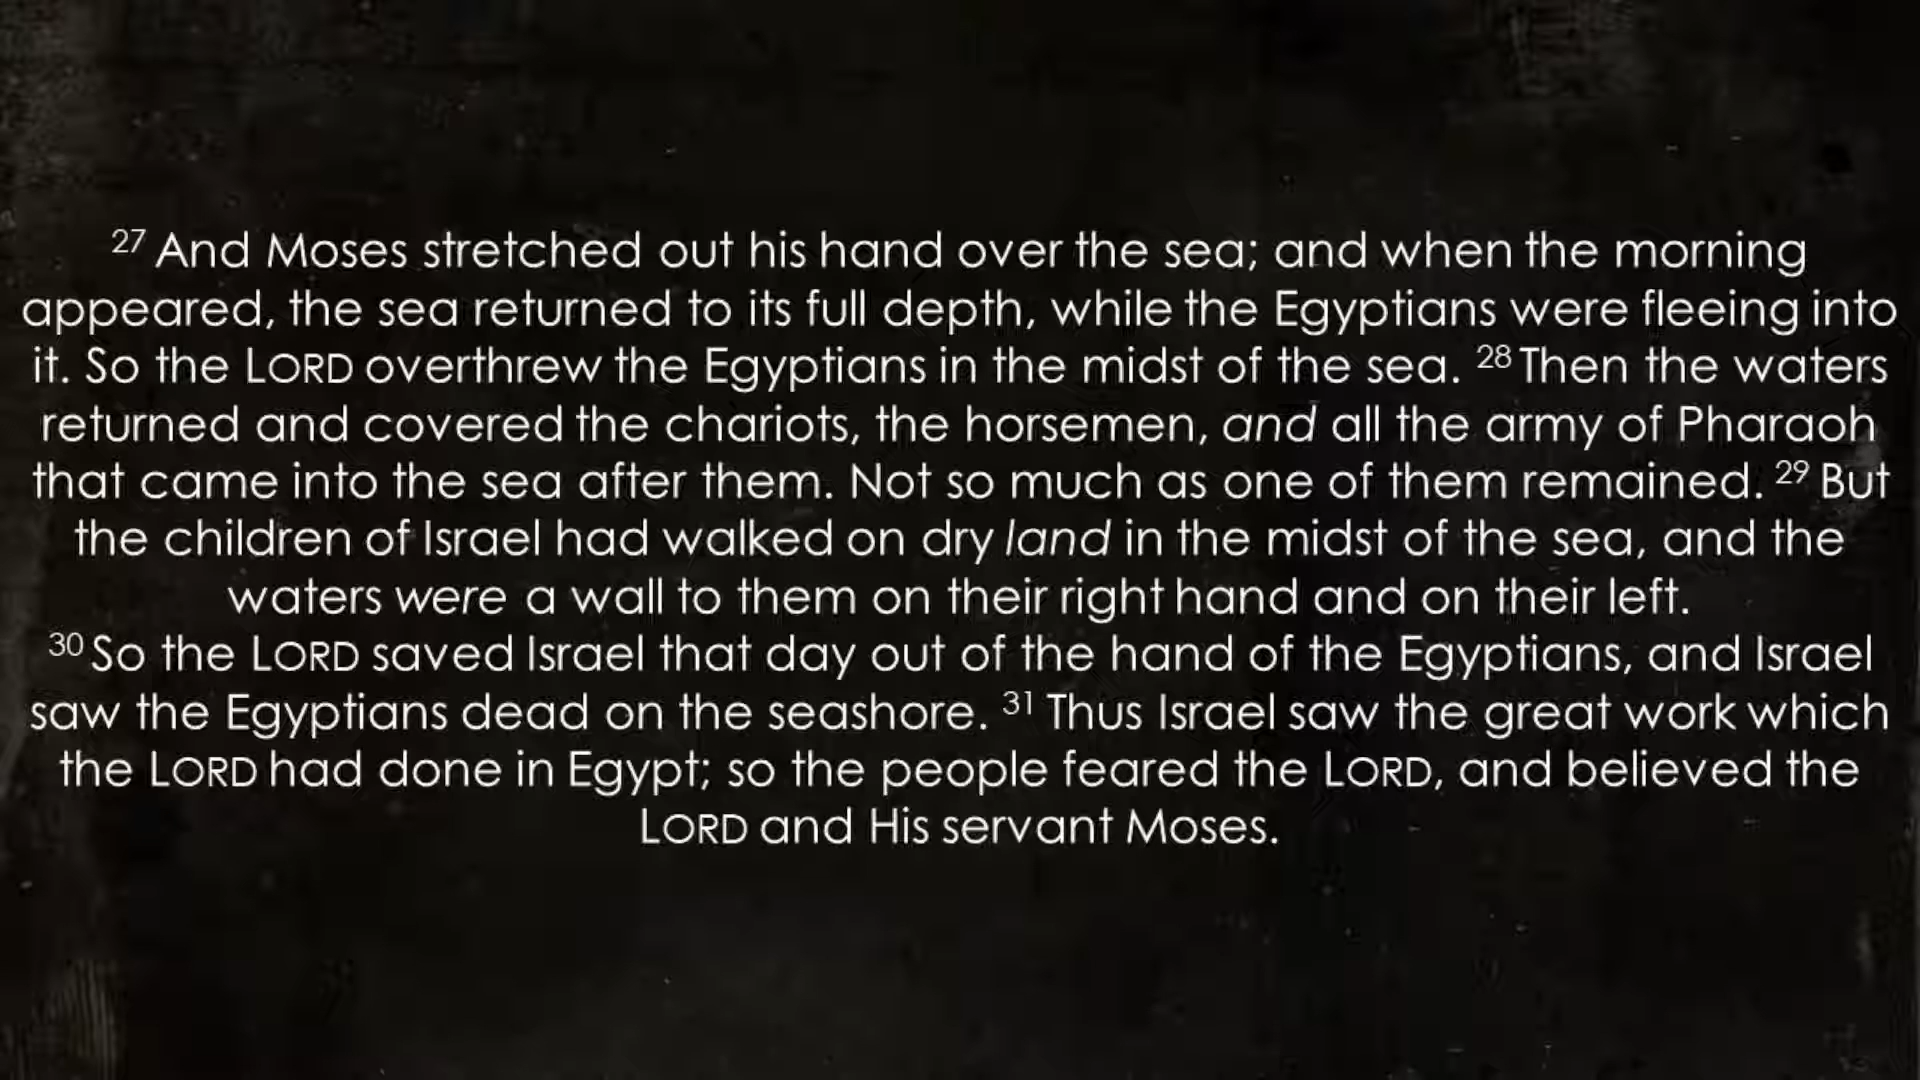 27 And Moses stretched out his hand over the sea; and when the morning
appeared, the sea returned to its full depth, while the Egyptians were fleeing into
it. So the LORD overthrew the Egyptians in the midst of the sea. 28 Then the waters
returned and covered the chariots, the horsemen, and all the army of Pharaoh
that came into the sea after them. Not so much as one of them remained. 29 But
the children of Israel had walked on dry land in the midst of the sea, and the
waters were a wall to them on their right hand and on their left.
30 So the LORD saved Israel that day out of the hand of the Egyptians, and Israel
saw the Egyptians dead on the seashore. 31 Thus Israel saw the great work which
the LORD had done in Egypt; so the people feared the LORD, and believed the
LORD and His servant Moses.